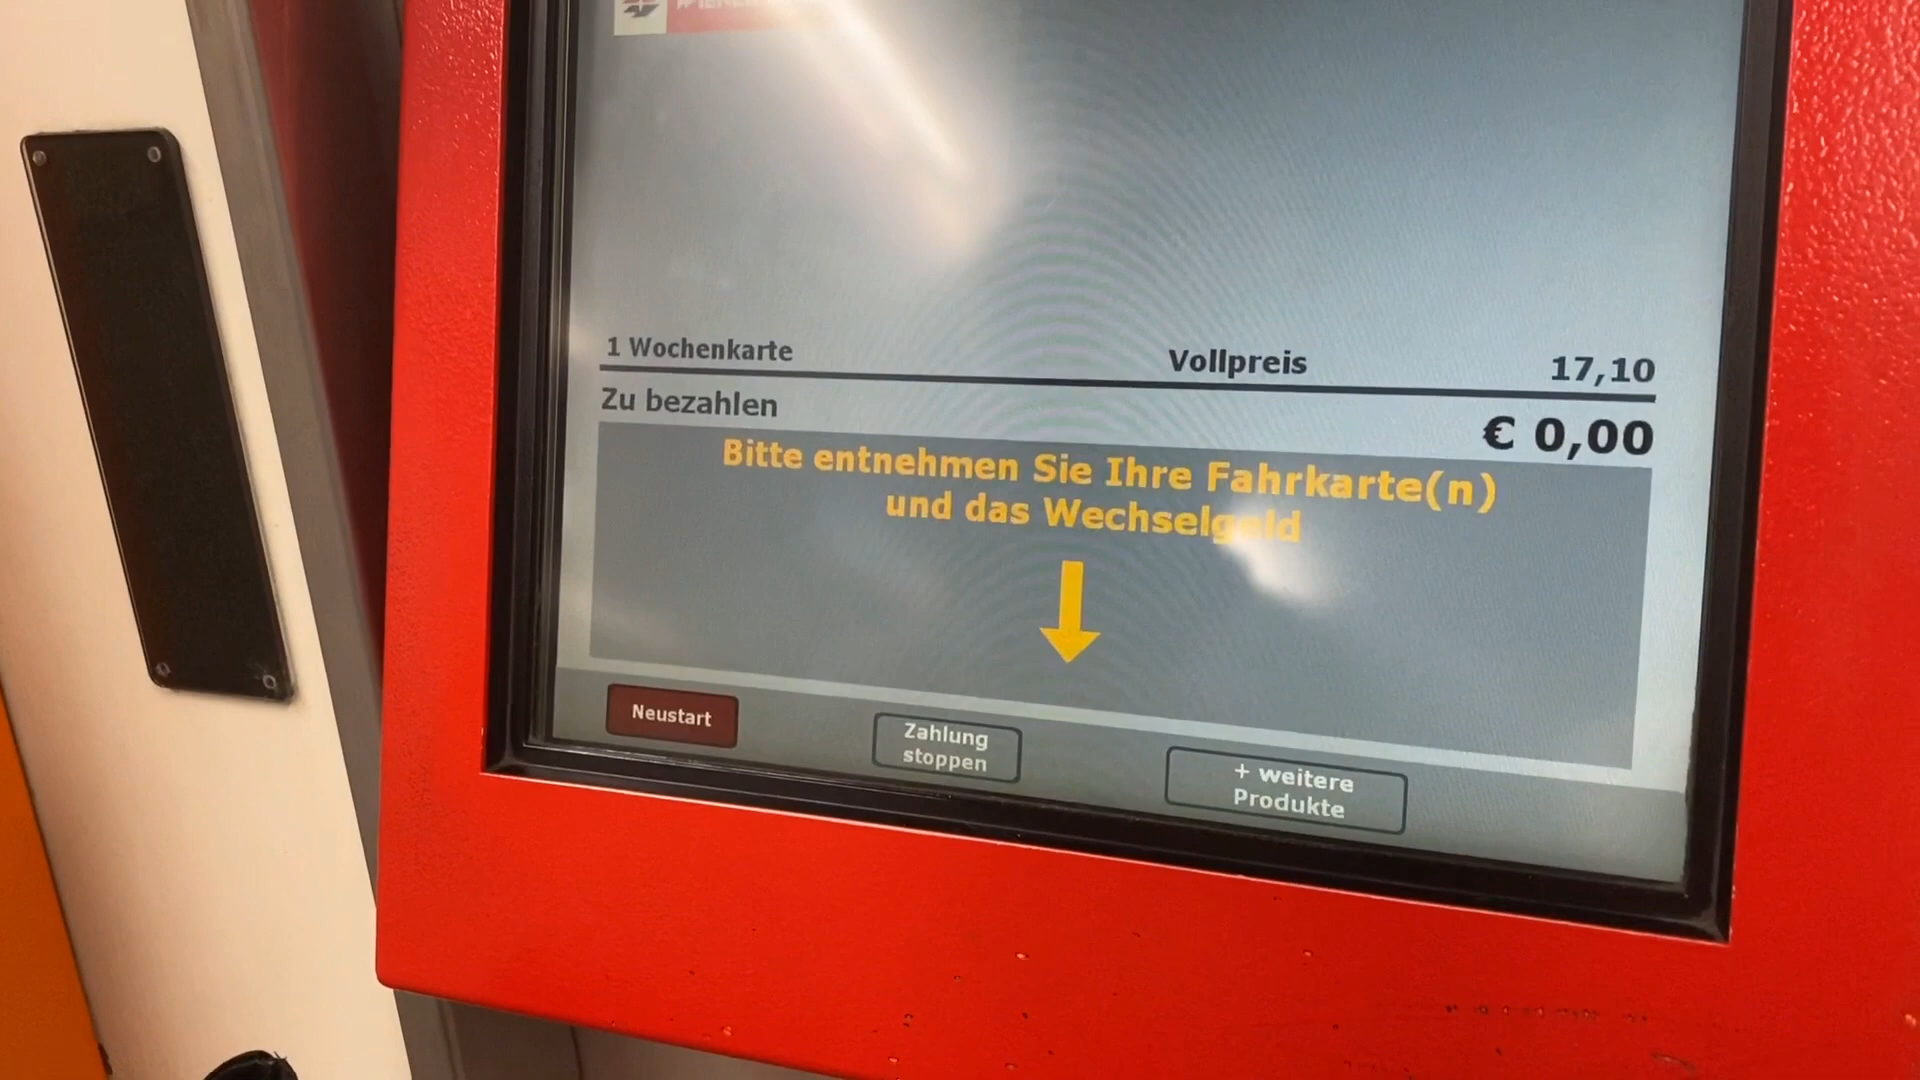 1 Wochenkarte Vollpreis 17,10
Zu bezahlen € 0,00
Bitte entnehmen Sie Ihre Fahrkarte(n)
und das Wechselgeld
Neustart
Zahlung
stoppen
+ weitere
Produkte